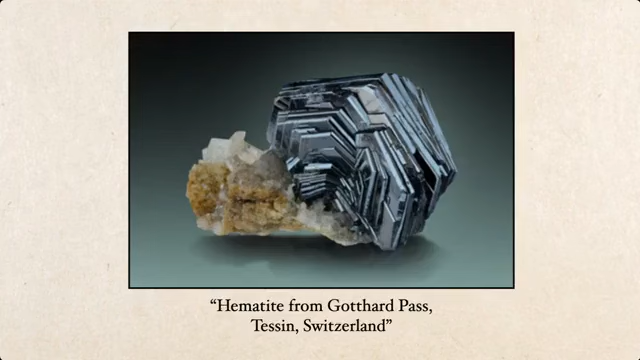 “Hematite from Gotthard Pass,
Tessin, Switzerland”